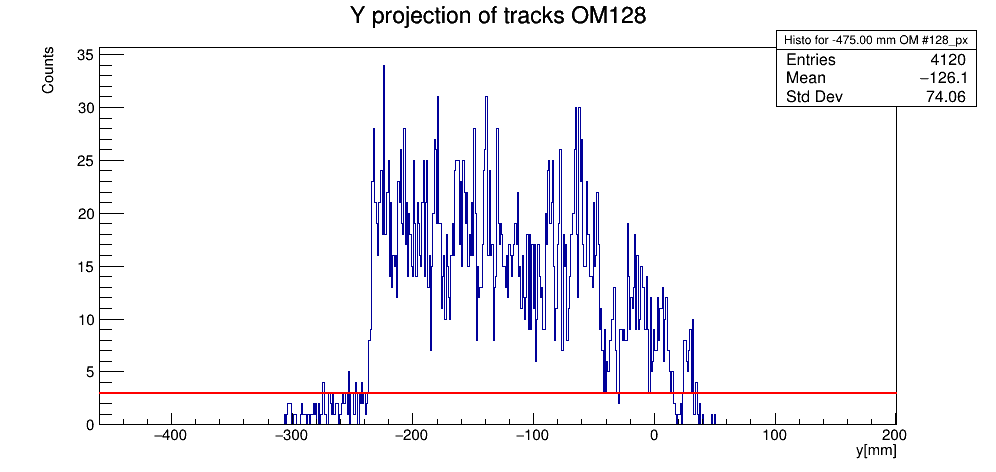 Y projection of tracks OM128
Histo for -475.00 mm OM #128_px
Entries 4120
Mean −126.1
Std Dev 74.06
Counts
35
30
25
20
15
10
5
0
−400 −300 −200 −100 0 100 200
y[mm]